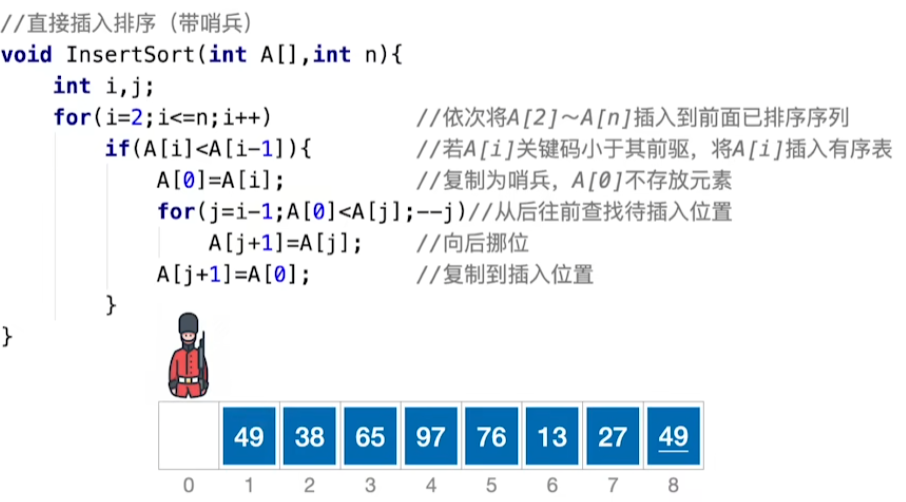 //直接插入排序（带哨兵）
void InsertSort(int A[],int n){
int i,j;
for(i=2;i<=n;i++) //依次将A[2]～A[n]插入到前面已排序序列
if(A[i]<A[i-1]){ //若A[i]关键码小于其前驱，将A[i]插入有序表
A[0]=A[i]; //复制为哨兵，A[0]不存放元素
for(j=i-1;A[0]<A[j];--j)//从后往前查找待插入位置
A[j+1]=A[j]; //向后挪位
A[j+1]=A[0]; //复制到插入位置
}
}
49 38 65 97 76 13 27 49
0 1 2 3 4 5 6 7 8